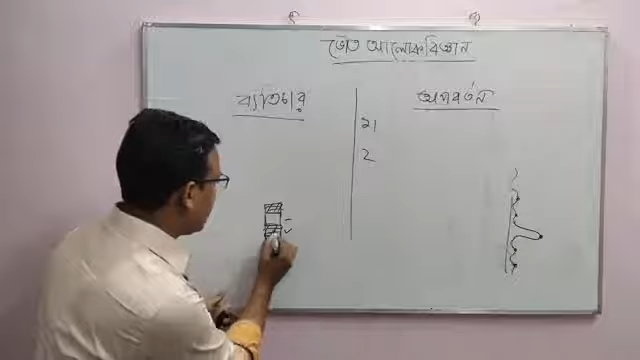 ভৌত আলোকবিজ্ঞান
ব্যতিচার
অপবর্তন
১।
২